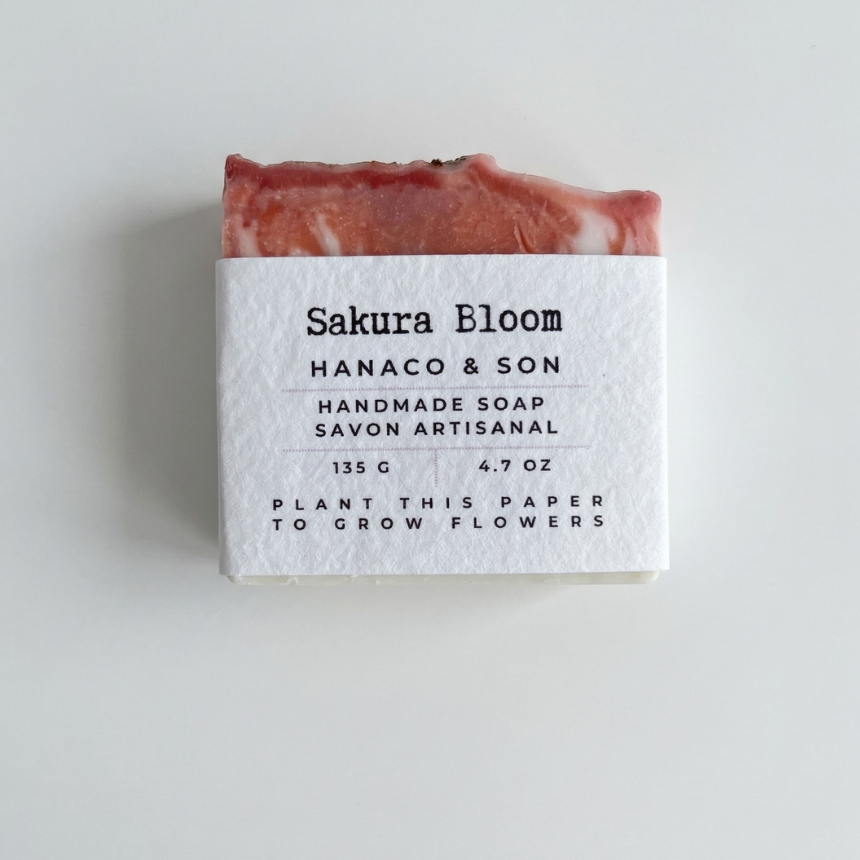 Sakura Bloom
HANACO & SON
HANDMADE SOAP
SAVON ARTISANAL
135 G 4.7 OZ
PLANT THIS PAPER
TO GROW FLOWERS